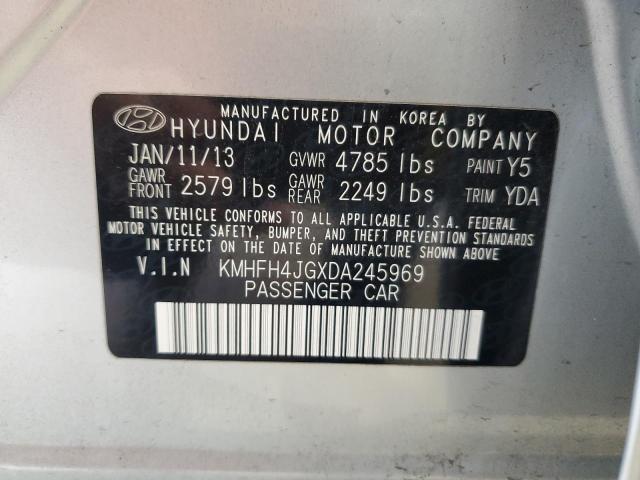 MANUFACTURED IN KOREA BY
HYUNDAI MOTOR COMPANY
JAN/11/13 GVWR 4785 lbs PAINT Y5
GAWR FRONT 2579 lbs GAWR REAR 2249 lbs TRIM YDA
THIS VEHICLE CONFORMS TO ALL APPLICABLE U.S.A. FEDERAL
MOTOR VEHICLE SAFETY, BUMPER, AND THEFT PREVENTION STANDARDS
IN EFFECT ON THE DATE OF MANUFACTURE SHOWN ABOVE.
V.I.N KMHFH4JGXDA245969
PASSENGER CAR